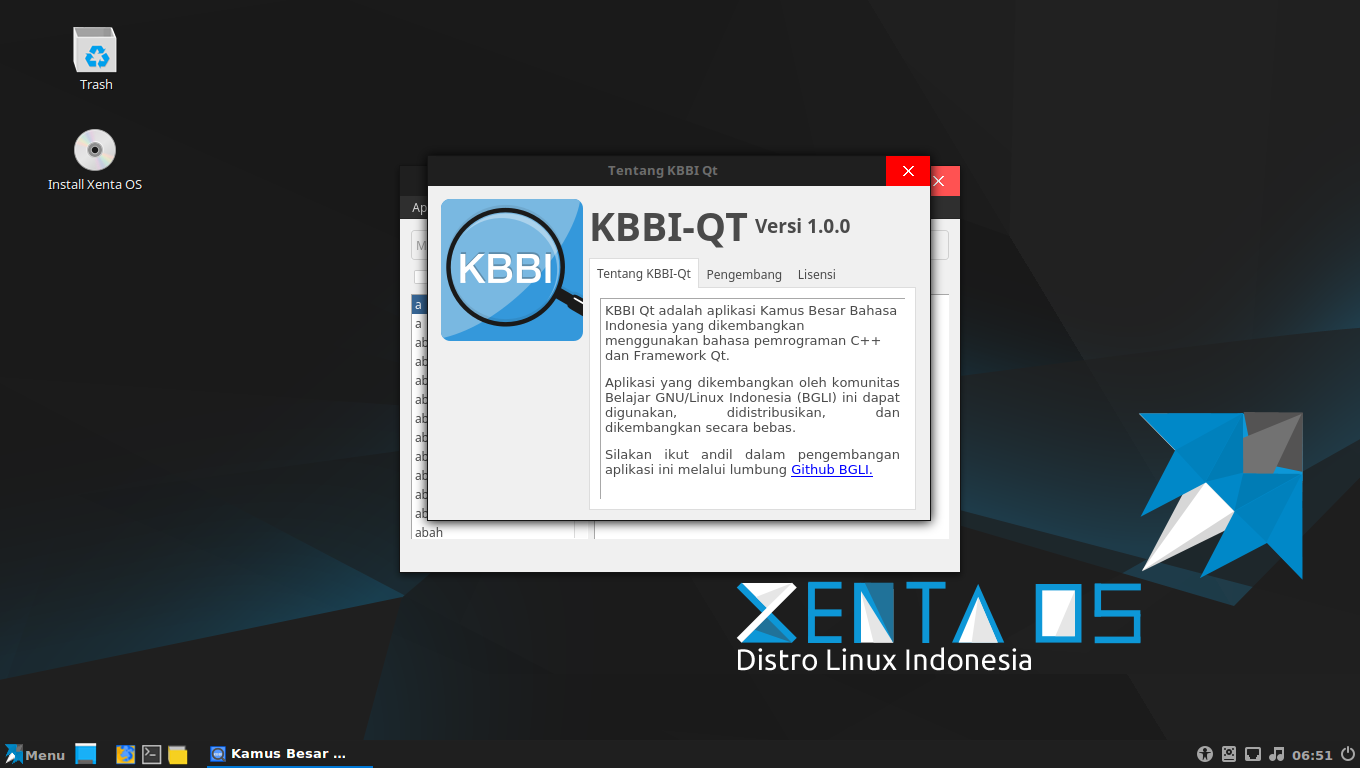 Trash
Install Xenta OS
Tentang KBBI Qt
Ap
M
KBBI
KBBI-QT Versi 1.0.0
Tentang KBBI-Qt Pengembang Lisensi
KBBI Qt adalah aplikasi Kamus Besar Bahasa
Indonesia yang dikembangkan
menggunakan bahasa pemrograman C++
dan Framework Qt.
Aplikasi yang dikembangkan oleh komunitas
Belajar GNU/Linux Indonesia (BGLI) ini dapat
digunakan, didistribusikan, dan
dikembangkan secara bebas.
Silakan ikut andil dalam pengembangan
aplikasi ini melalui lumbung Github BGLI.
a
a
ab
ab
ab
ab
ab
ab
ab
ab
ab
ab
abah
XENTA OS
Distro Linux Indonesia
Menu
Kamus Besar ...
06:51